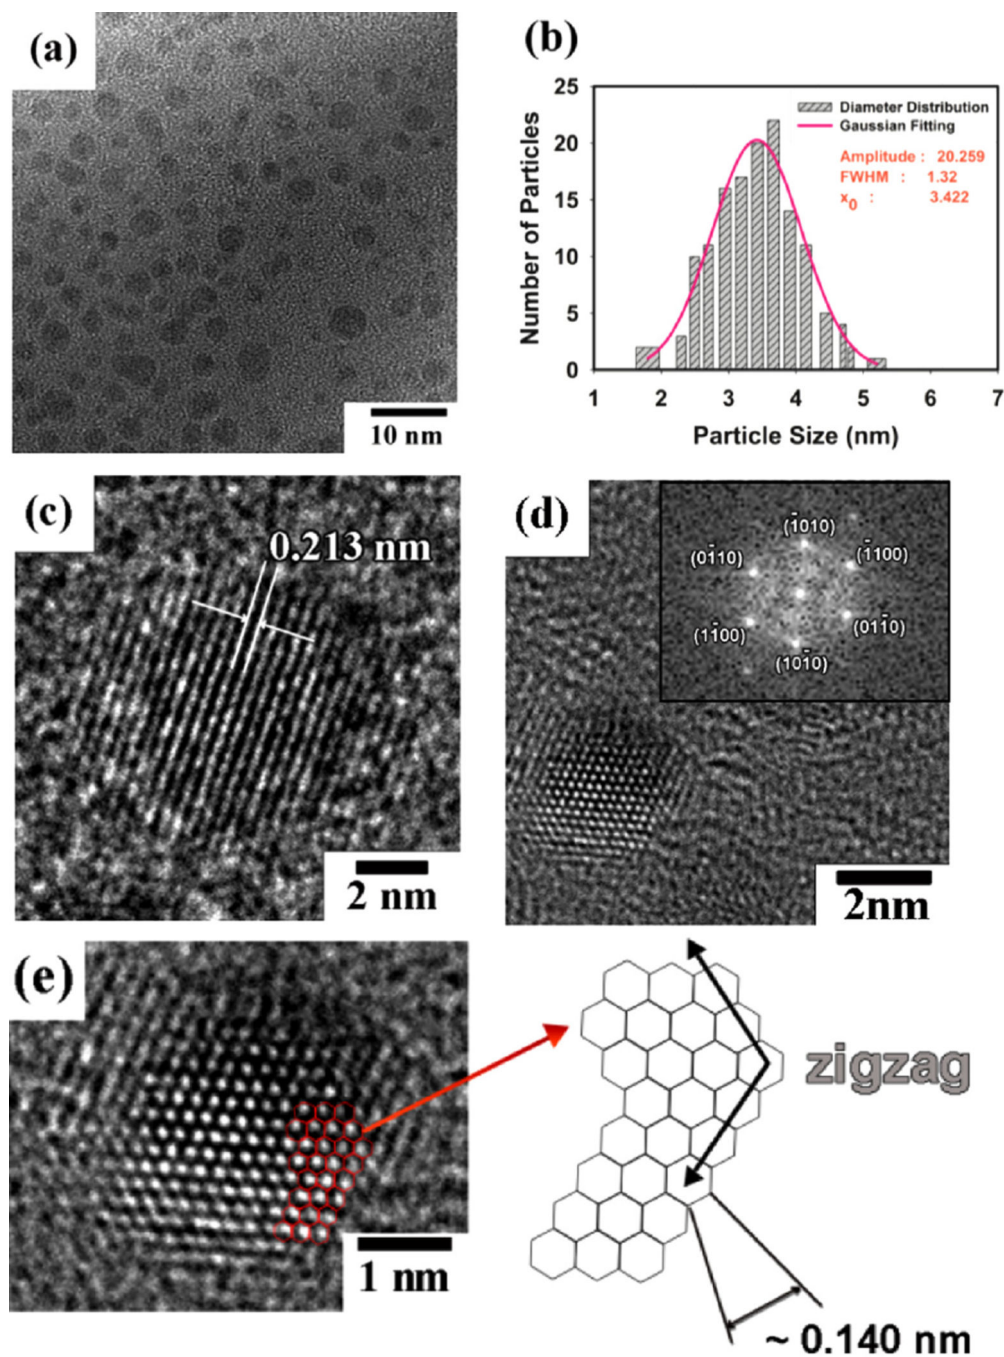 (a)
10 nm
(b)
25
20
15
10
5
0
Number of Particles
Diameter Distribution
Gaussian Fitting
Amplitude : 20.259
FWHM : 1.32
x0 : 3.422
1 2 3 4 5 6 7
Particle Size (nm)
(c)
0.213 nm
2 nm
(d)
(1̄010)
(01̄10)
(1̄100)
(11̄00)
(011̄0)
(101̄0)
2nm
(e)
1 nm
zigzag
~ 0.140 nm